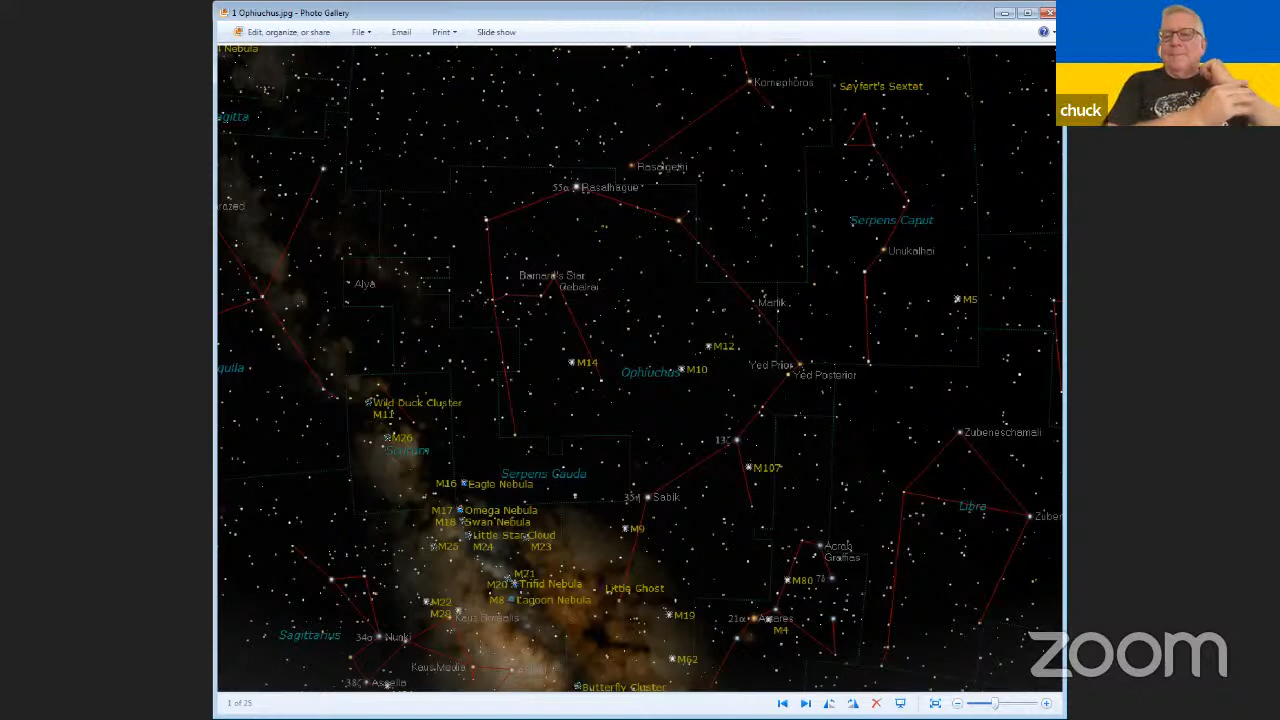 1 Ophiuchus.jpg - Photo Gallery
Edit, organize, or share
File
Email
Print
Slide show
chuck
Nebula
Kornephoros
Seyfert's Sextet
agitta
Rasalgethi
55α Rasalhague
razed
Serpens Caput
Unukalhai
Barnard's Star
Cebalrai
Alya
Marfik
M5
M12
M14
M10
Ophiuchus
Yed Prior
Yed Posterior
quila
Wild Duck Cluster
M11
M26
Scutum
13ζ
Zubeneschamali
M107
Serpens Cauda
M16 Eagle Nebula
Sabik
Libra
M17 Omega Nebula
Zuben
M18 Swan Nebula
M9
Little Star Cloud
M25
M24
M23
Acrab
Graffias
M21
M20 Trifid Nebula
Little Ghost
M80
M8 Lagoon Nebula
M22
M28
Kaus Borealis
M19
21α Antares
M4
Sagittarius
34σ Nunki
Kaus Media
M62
Ascella
Butterfly Cluster
1 of 25
zoom